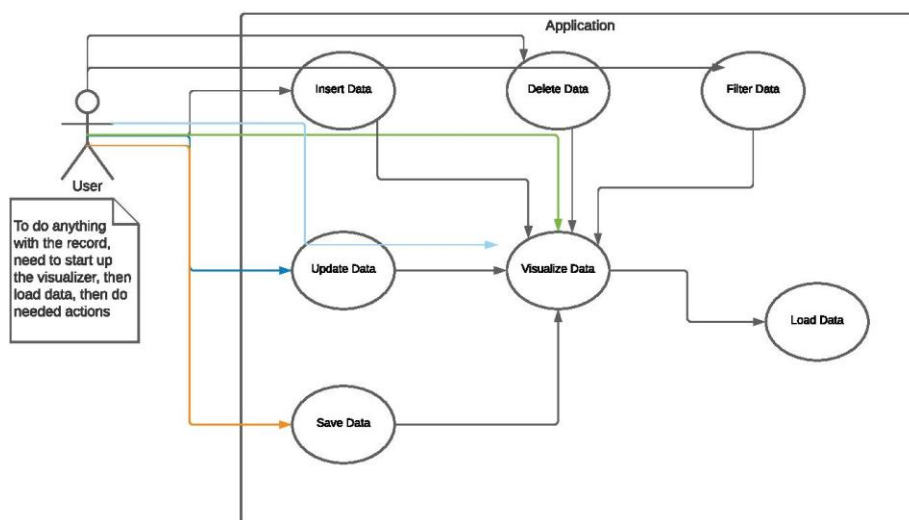 Application
Insert Data
Delete Data
Filter Data
User
To do anything
with the record,
need to start up
the visualizer, then
load data, then do
needed actions
Update Data
Visualize Data
Load Data
Save Data